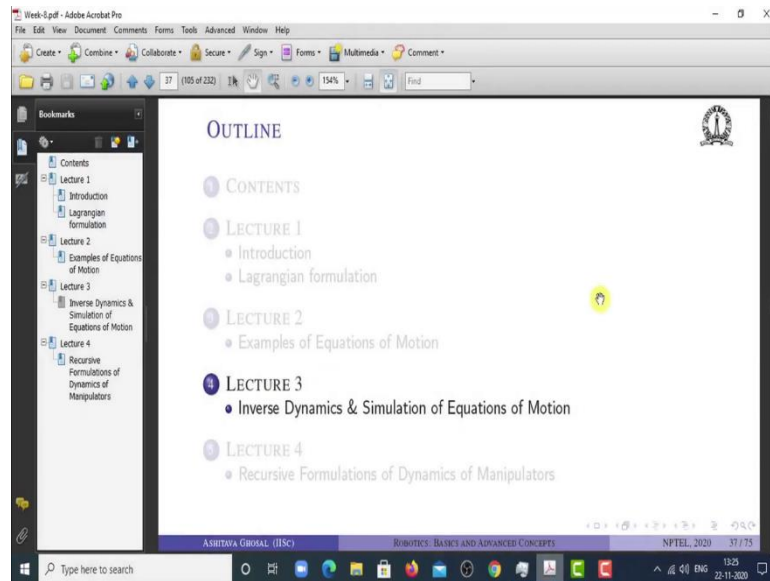 Week-8.pdf - Adobe Acrobat Pro
File Edit View Document Comments Forms Tools Advanced Window Help
Create Combine Collaborate Secure Sign Forms Multimedia Comment
37 (105 of 232) 154% Find
Bookmarks
Contents
Lecture 1
Introduction
Lagrangian
formulation
Lecture 2
Examples of Equations
of Motion
Lecture 3
Inverse Dynamics &
Simulation of
Equations of Motion
Lecture 4
Recursive
Formulations of
Dynamics of
Manipulators
OUTLINE
1 CONTENTS
LECTURE 1
Introduction
Lagrangian formulation
3 LECTURE 2
Examples of Equations of Motion
4 LECTURE 3
Inverse Dynamics & Simulation of Equations of Motion
5 LECTURE 4
Recursive Formulations of Dynamics of Manipulators
ASHITAVA GHOSAL (IISC) ROBOTICS: BASICS AND ADVANCED CONCEPTS NPTEL, 2020 37 / 75
Type here to search
ENG
13:25
22-11-2020